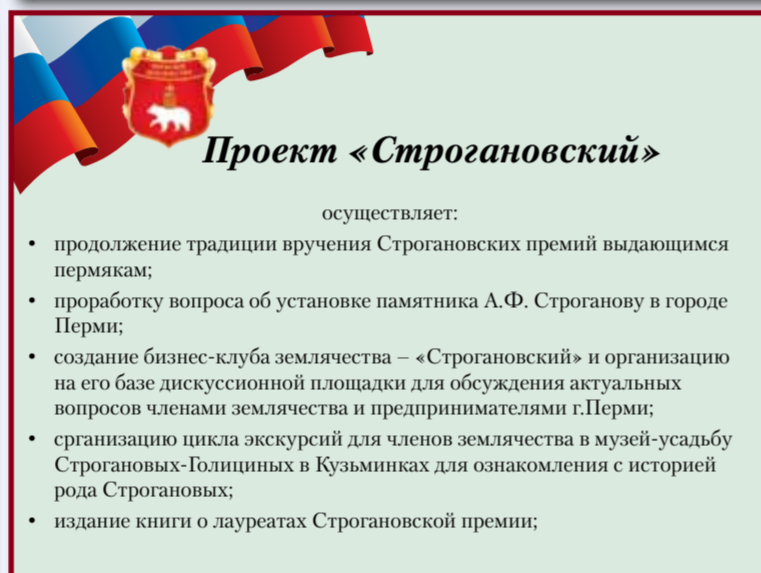 Проект «Строгановский»
осуществляет:
• продолжение традиции вручения Строгановских премий выдающимся
пермякам;
• проработку вопроса об установке памятника А.Ф. Строганову в городе
Перми;
• создание бизнес-клуба землячества – «Строгановский» и организацию
на его базе дискуссионной площадки для обсуждения актуальных
вопросов членами землячества и предпринимателями г.Перми;
• срганизацию цикла экскурсий для членов землячества в музей-усадьбу
Строгановых-Голициных в Кузьминках для ознакомления с историей
рода Строгановых;
• издание книги о лауреатах Строгановской премии;